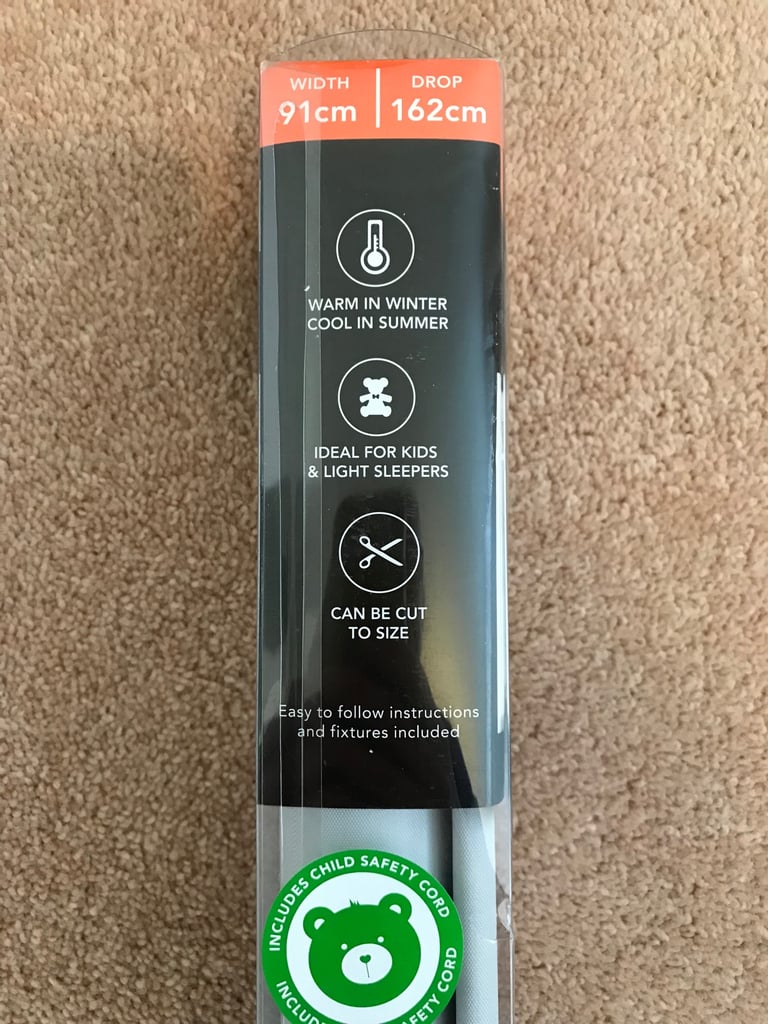 WIDTH
91cm
DROP
162cm
WARM IN WINTER
COOL IN SUMMER
IDEAL FOR KIDS
& LIGHT SLEEPERS
CAN BE CUT
TO SIZE
Easy to follow instructions
and fixtures included
INCLUDES CHILD SAFETY CORD